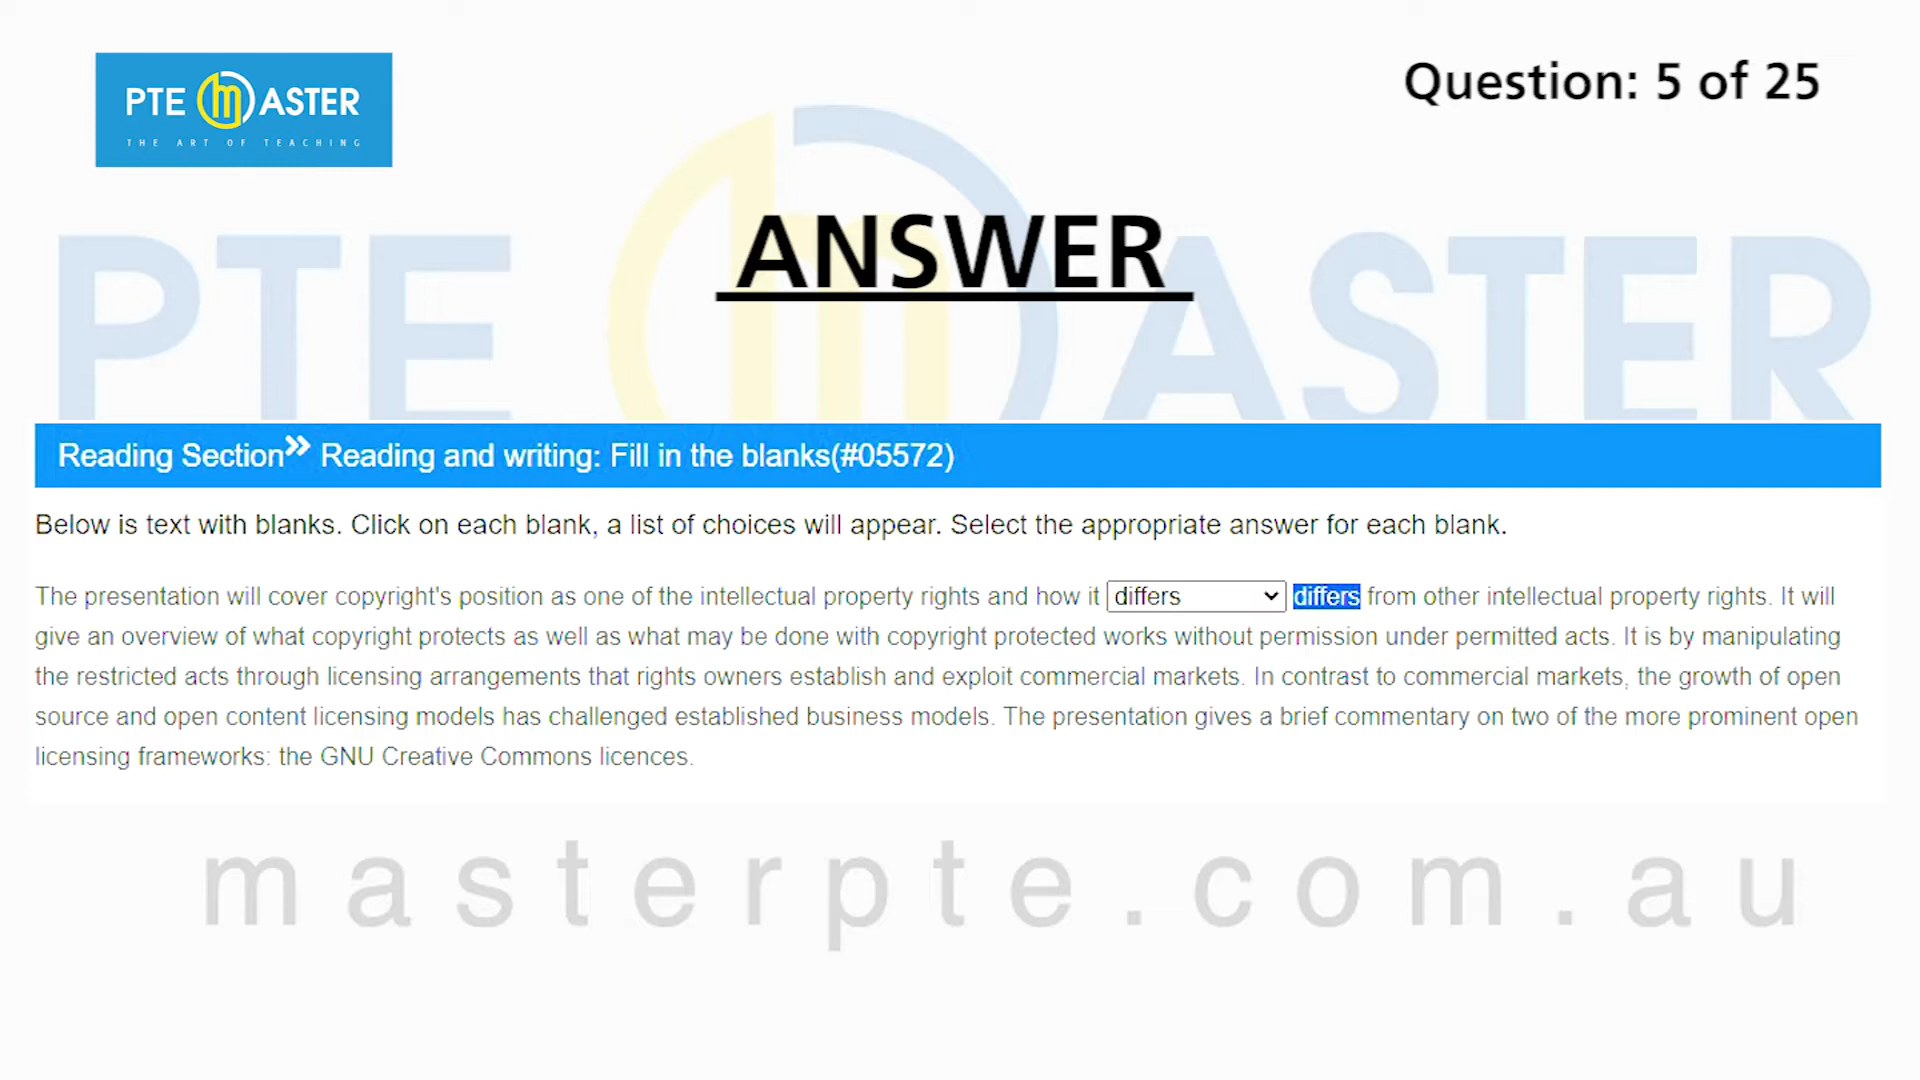 PTE MASTER
THE ART OF TEACHING
Question: 5 of 25
PTE MASTER
ANSWER
Reading Section» Reading and writing: Fill in the blanks(#05572)
Below is text with blanks. Click on each blank, a list of choices will appear. Select the appropriate answer for each blank.
The presentation will cover copyright's position as one of the intellectual property rights and how it differs differs from other intellectual property rights. It will
give an overview of what copyright protects as well as what may be done with copyright protected works without permission under permitted acts. It is by manipulating
the restricted acts through licensing arrangements that rights owners establish and exploit commercial markets. In contrast to commercial markets, the growth of open
source and open content licensing models has challenged established business models. The presentation gives a brief commentary on two of the more prominent open
licensing frameworks: the GNU Creative Commons licences.
masterpte.com.au